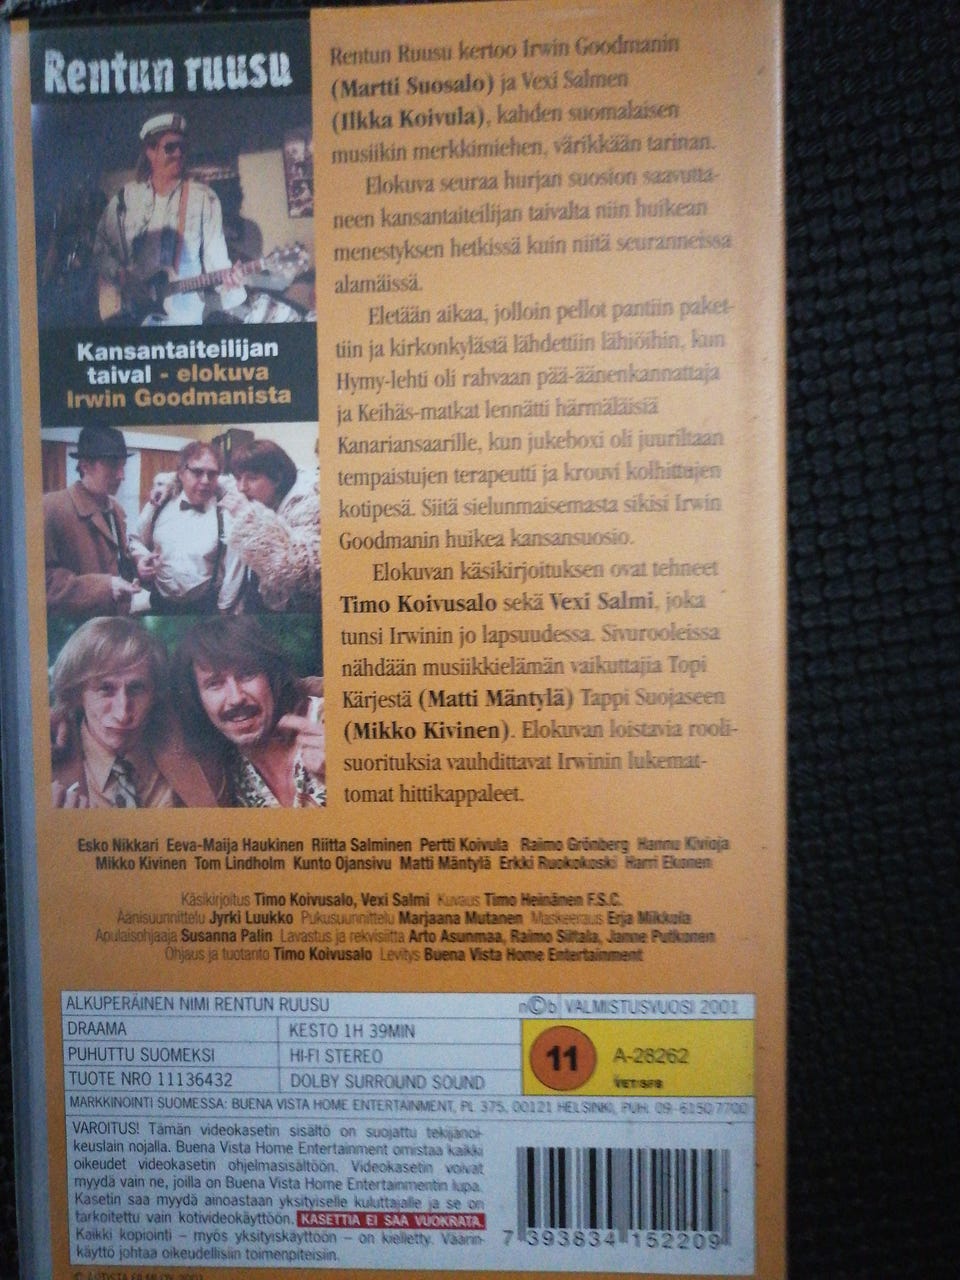 Rentun ruusu
Kansantaiteilijan
taival - elokuva
Irwin Goodmanista
Rentun Ruusu kertoo Irwin Goodmanin
(Martti Suosalo) ja Vexi Salmen
(Ilkka Koivula), kahden suomalaisen
musiikin merkkimiehen, värikkään tarinan.
Elokuva seuraa hurjan suosion saavutta-
neen kansantaiteilijan taivalta niin huikean
menestyksen hetkissä kuin niitä seuranneissa
alamäissä.
Eletään aikaa, jolloin pellot pantiin paket-
tiin ja kirkonkylästä lähdettiin lähiöihin, kun
Hymy-lehti oli rahvaan pää-äänenkannattaja
ja Keihäs-matkat lennätti härmäläisiä
Kanariansaarille, kun jukeboxi oli juuriltaan
tempaistujen terapeutti ja krouvi kolhittujen
kotipesä. Siitä sielunmaisemasta sikisi Irwin
Goodmanin huikea kansansuosio.
Elokuvan käsikirjoituksen ovat tehneet
Timo Koivusalo sekä Vexi Salmi, joka
tunsi Irwinin jo lapsuudessa. Sivurooleissa
nähdään musiikkielämän vaikuttajia Topi
Kärjestä (Matti Mäntylä) Tappi Suojaseen
(Mikko Kivinen). Elokuvan loistavia rooli-
suorituksia vauhdittavat Irwinin lukemat-
tomat hittikappaleet.
Esko Nikkari Eeva-Maija Haukinen Riitta Salminen Pertti Koivula Raimo Grönberg Hannu Kivioja
Mikko Kivinen Tom Lindholm Kunto Ojansivu Matti Mäntylä Erkki Ruokokoski Harri Ekonen
Käsikirjoitus Timo Koivusalo, Vexi Salmi Kuvaus Timo Heinänen F.S.C.
Äänisuunnittelu Jyrki Luukko Pukusuunnittelu Marjaana Mutanen Maskeeraus Erja Mikkola
Apulaisohjaaja Susanna Palin Lavastus ja rekvisiitta Arto Asunmaa, Raimo Siltala, Janne Putkonen
Ohjaus ja tuotanto Timo Koivusalo Levitys Buena Vista Home Entertainment
ALKUPERÄINEN NIMI RENTUN RUUSU
n©b VALMISTUSVUOSI 2001
DRAAMA
KESTO 1H 39MIN
PUHUTTU SUOMEKSI
HI-FI STEREO
TUOTE NRO 11136432
DOLBY SURROUND SOUND
11
A-28262
VET/SFB
MARKKINOINTI SUOMESSA: BUENA VISTA HOME ENTERTAINMENT, PL 375, 00121 HELSINKI, PUH. 09-6150 7700
VAROITUS! Tämän videokasetin sisältö on suojattu tekijänoi-
keuslain nojalla. Buena Vista Home Entertainment omistaa kaikki
oikeudet videokasetin ohjelmasisältöön. Videokasetin voivat
myydä vain ne, joilla on Buena Vista Home Entertainmentin lupa.
Kasetin saa myydä ainoastaan yksityiselle kuluttajalle ja se on
tarkoitettu vain kotivideokäyttöön. KASETTIA EI SAA VUOKRATA.
Kaikki kopiointi – myös yksityiskäyttöön – on kielletty. Väärin-
käyttö johtaa oikeudellisiin toimenpiteisiin.
7 393834 152209